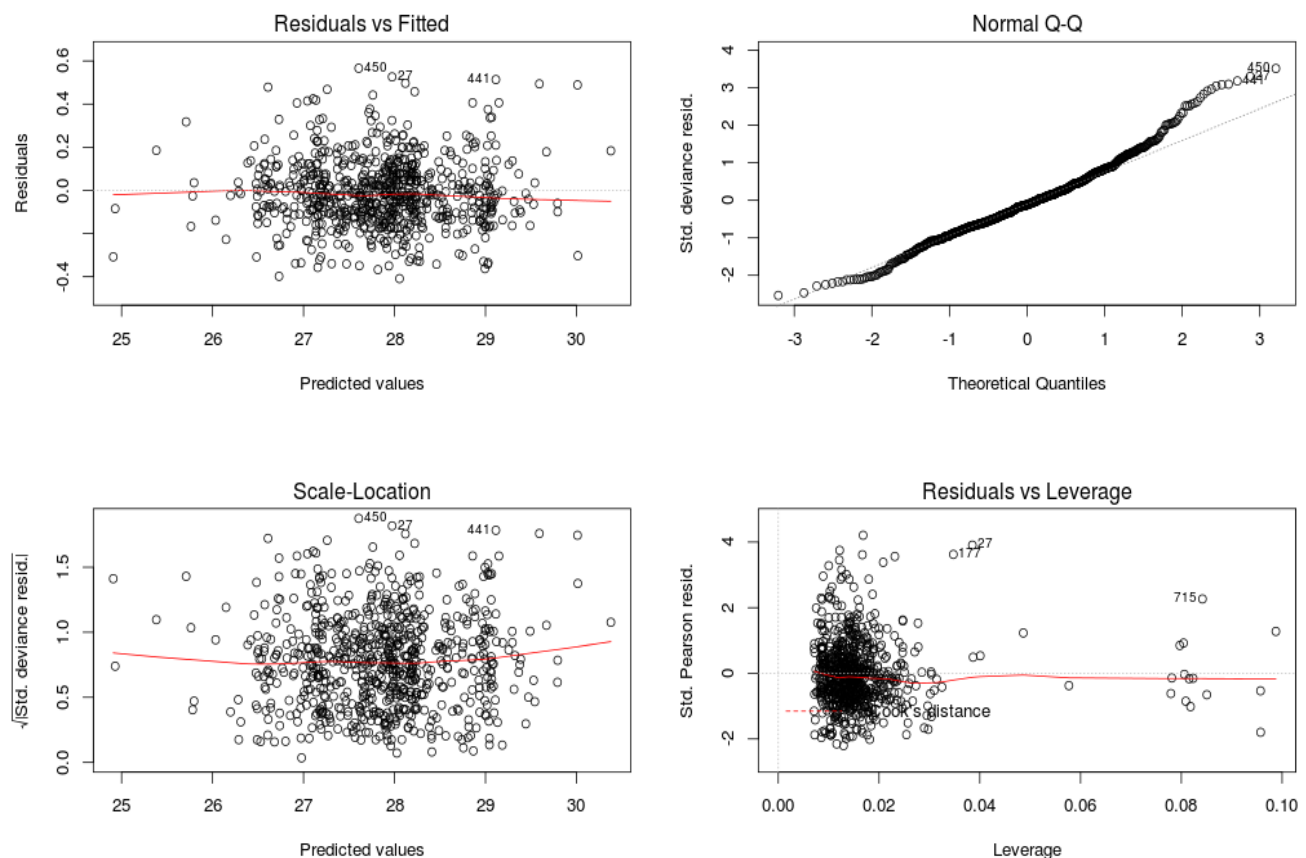 Residuals vs Fitted
Residuals
0.6
0.4
0.2
0.0
-0.4
450
27
441
25 26 27 28 29 30
Predicted values
Normal Q-Q
Std. deviance resid.
4
3
2
1
0
-1
-2
450
27
441
-3 -2 -1 0 1 2 3
Theoretical Quantiles
Scale-Location
√|Std. deviance resid.|
1.5
1.0
0.5
0.0
450
27
441
25 26 27 28 29 30
Predicted values
Residuals vs Leverage
Std. Pearson resid.
4
2
0
-2
27
177
715
Cook's distance
0.00 0.02 0.04 0.06 0.08 0.10
Leverage